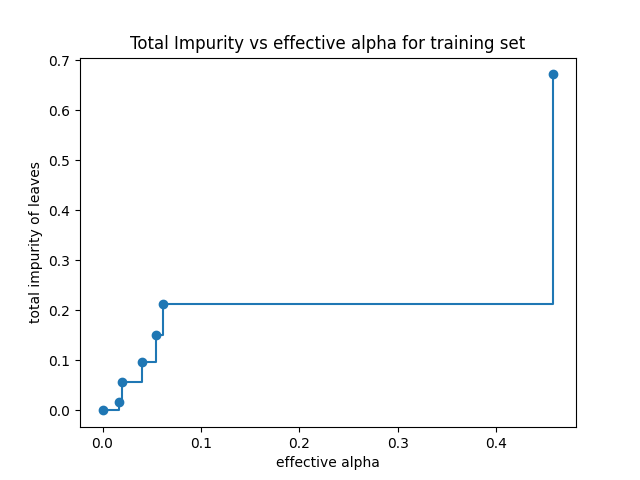 Total Impurity vs effective alpha for training set
total impurity of leaves
0.7
0.6
0.5
0.4
0.3
0.2
0.1
0.0
0.0 0.1 0.2 0.3 0.4
effective alpha